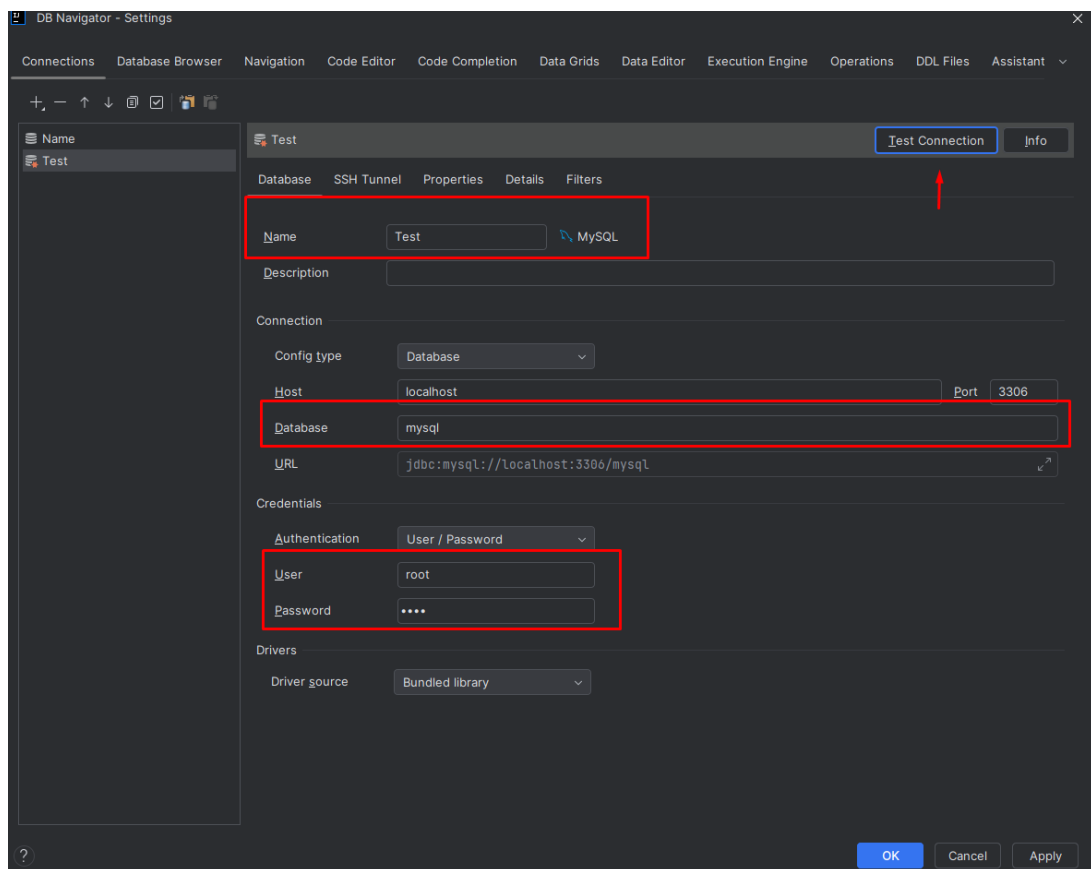 DB Navigator - Settings
Connections Database Browser Navigation Code Editor Code Completion Data Grids Data Editor Execution Engine Operations DDL Files Assistant
Name
Test
Test
Test Connection Info
Database SSH Tunnel Properties Details Filters
Name Test MySQL
Description
Connection
Config type Database
Host localhost Port 3306
Database mysql
URL jdbc:mysql://localhost:3306/mysql
Credentials
Authentication User / Password
User root
Password ••••
Drivers
Driver source Bundled library
? OK Cancel Apply